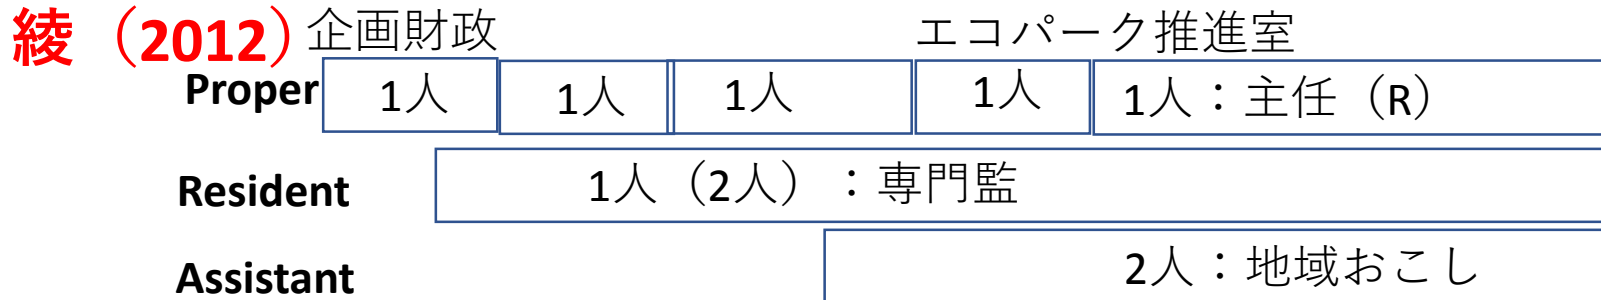 綾（2012） 企画財政 エコパーク推進室
Proper 1人 1人 1人 1人 1人：主任（R）
Resident 1人（2人）：専門監
Assistant 2人：地域おこし